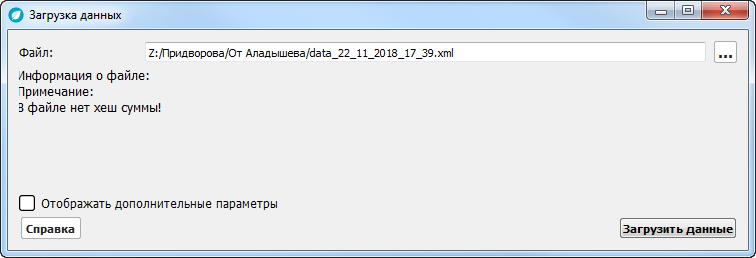 Загрузка данных
Файл: Z:/Придворова/От Аладышева/data_22_11_2018_17_39.xml ...
Информация о файле:
Примечание:
В файле нет хеш суммы!
Отображать дополнительные параметры
Справка Загрузить данные